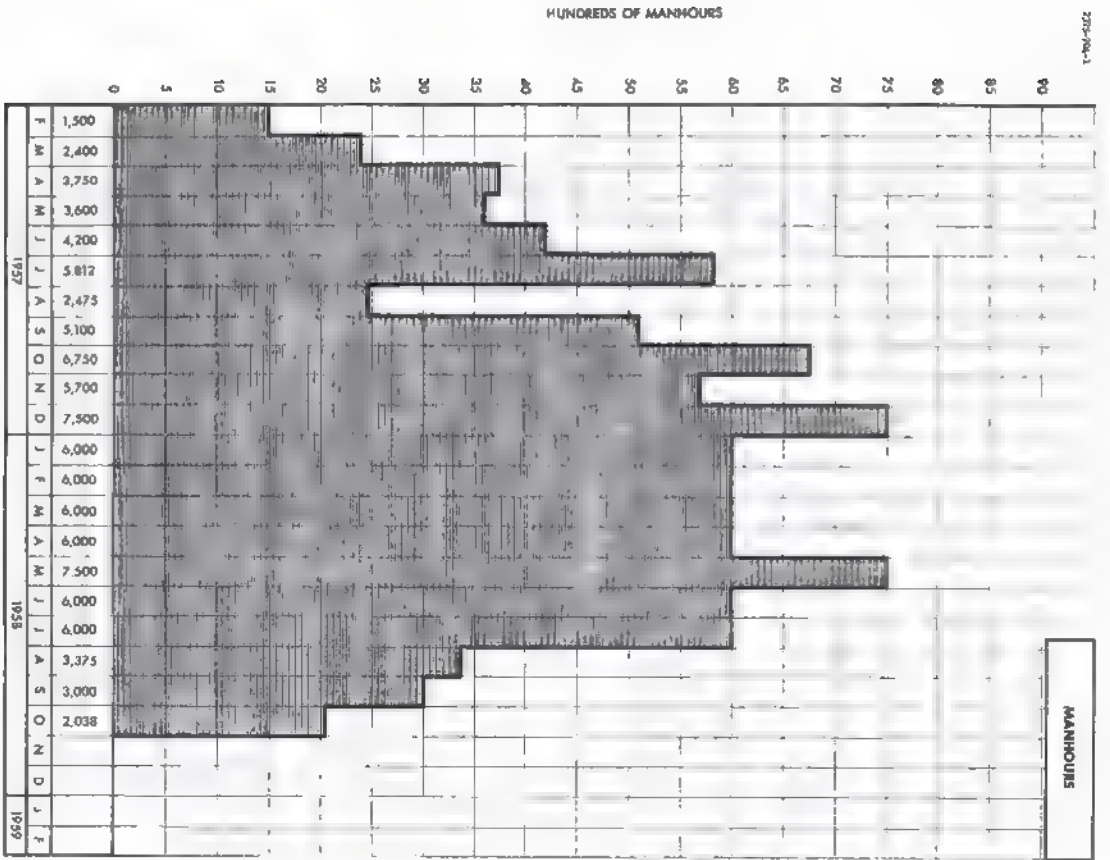 2375-904-1
HUNDREDS OF MANHOURS
0 5 10 15 20 25 30 35 40 45 50 55 60 65 70 75 80 85 90
F 1,500
M 2,400
A 3,750
M 3,600
J 4,200
J 5,812
A 2,475
S 5,100
O 6,750
N 5,700
D 7,500
1957
J 6,000
F 6,000
M 6,000
A 6,000
M 7,500
J 6,000
J 6,000
A 3,375
S 3,000
O 2,038
N
D
1958
J
F
1959
MANHOURS